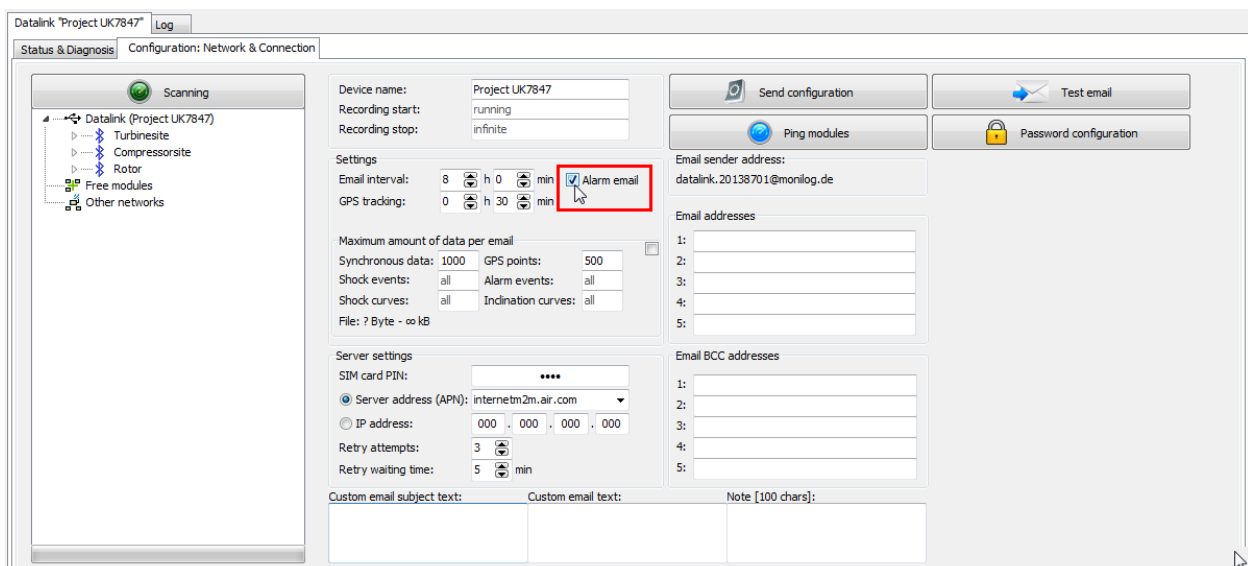 Datalink "Project UK7847" Log
Status & Diagnosis Configuration: Network & Connection
Scanning
Datalink (Project UK7847)
Turbinesite
Compressorsite
Rotor
Free modules
Other networks
Device name: Project UK7847
Recording start: running
Recording stop: infinite
Settings
Email interval: 8 h 0 min Alarm email
GPS tracking: 0 h 30 min
Maximum amount of data per email
Synchronous data: 1000 GPS points: 500
Shock events: all Alarm events: all
Shock curves: all Inclination curves: all
File: ? Byte - ∞ kB
Server settings
SIM card PIN: ••••
Server address (APN): internetm2m.air.com
IP address: 000 . 000 . 000 . 000
Retry attempts: 3
Retry waiting time: 5 min
Send configuration Test email
Ping modules Password configuration
Email sender address:
datalink.20138701@monilog.de
Email addresses
1:
2:
3:
4:
5:
Email BCC addresses
1:
2:
3:
4:
5:
Custom email subject text: Custom email text: Note [100 chars]: